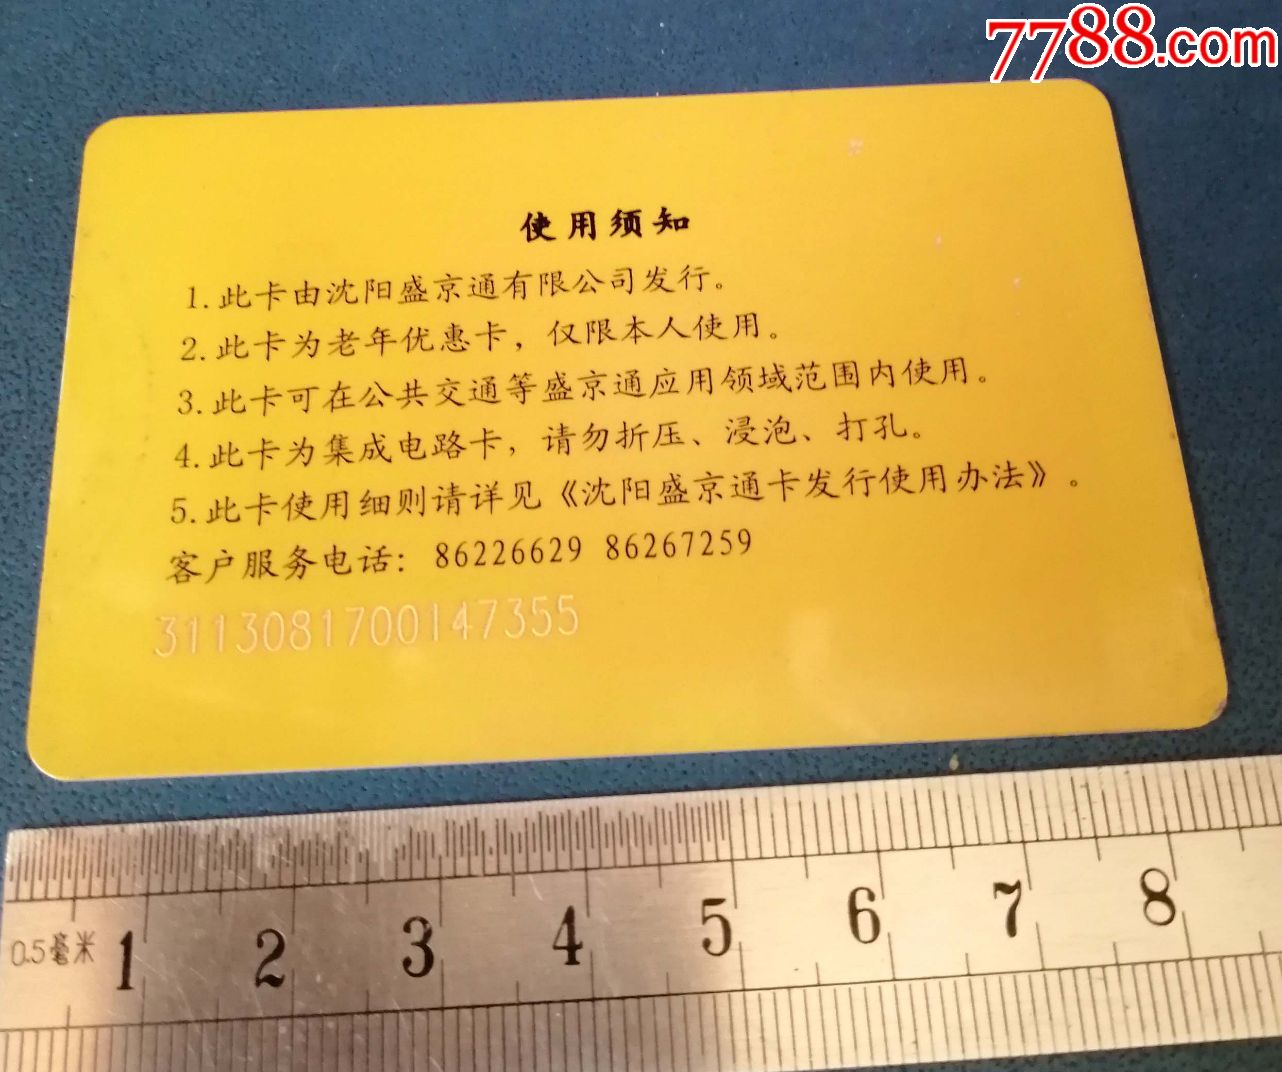 7788.com
使用须知
1.此卡由沈阳盛京通有限公司发行。
2.此卡为老年优惠卡，仅限本人使用。
3.此卡可在公共交通等盛京通应用领域范围内使用。
4.此卡为集成电路卡，请勿折压、浸泡、打孔。
5.此卡使用细则请详见《沈阳盛京通卡发行使用办法》。
客户服务电话：86226629 86267259
3113081700147355
0.5毫米 1 2 3 4 5 6 7 8